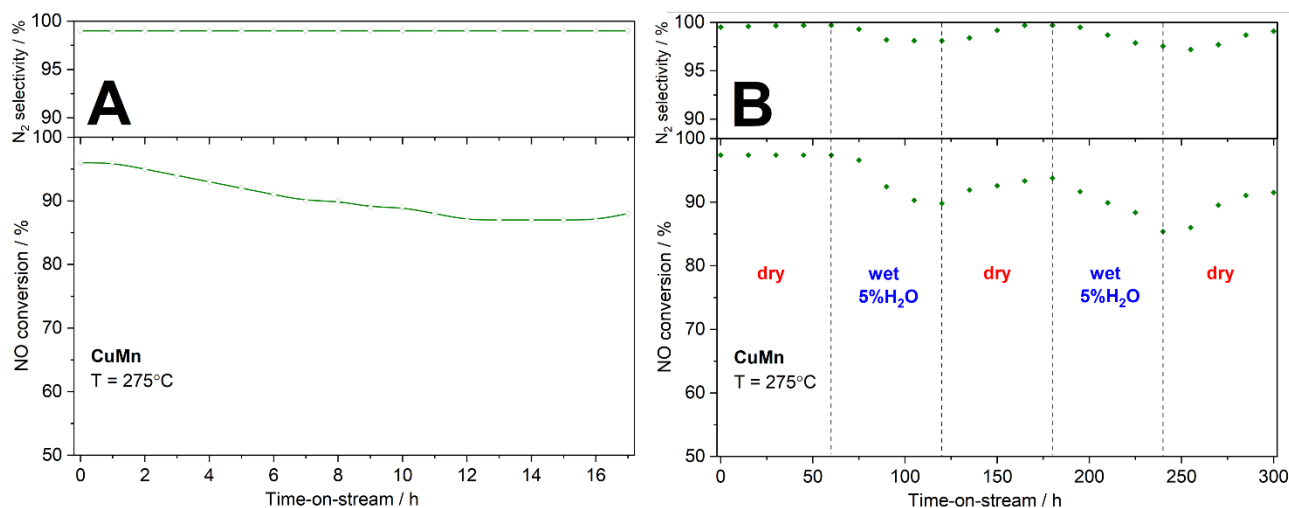 A
N₂ selectivity / %
100
95
90
NO conversion / %
100
90
80
70
60
50
CuMn
T = 275°C
0 2 4 6 8 10 12 14 16
Time-on-stream / h
B
N₂ selectivity / %
100
95
90
NO conversion / %
100
90
80
70
60
50
dry
wet
5%H₂O
dry
wet
5%H₂O
dry
CuMn
T = 275°C
0 50 100 150 200 250 300
Time-on-stream / h